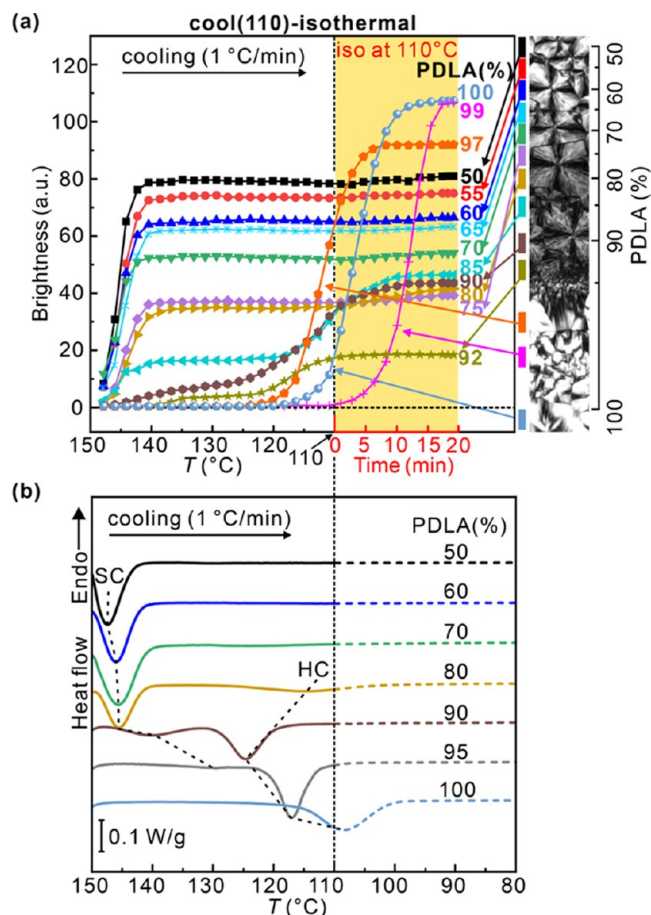 (a)
cool(110)-isothermal
cooling (1 °C/min)
iso at 110°C
PDLA(%)
100
99
97
50
55
60
65
70
85
90
80
75
92
Brightness (a.u.)
120
100
80
60
40
20
0
150
140
130
120
110
0
5
10
15
20
T (°C)
Time (min)
50
60
70
80
90
100
PDLA (%)
(b)
cooling (1 °C/min)
PDLA(%)
Endo
Heat flow
SC
HC
50
60
70
80
90
95
100
0.1 W/g
150
140
130
120
110
100
90
80
T (°C)